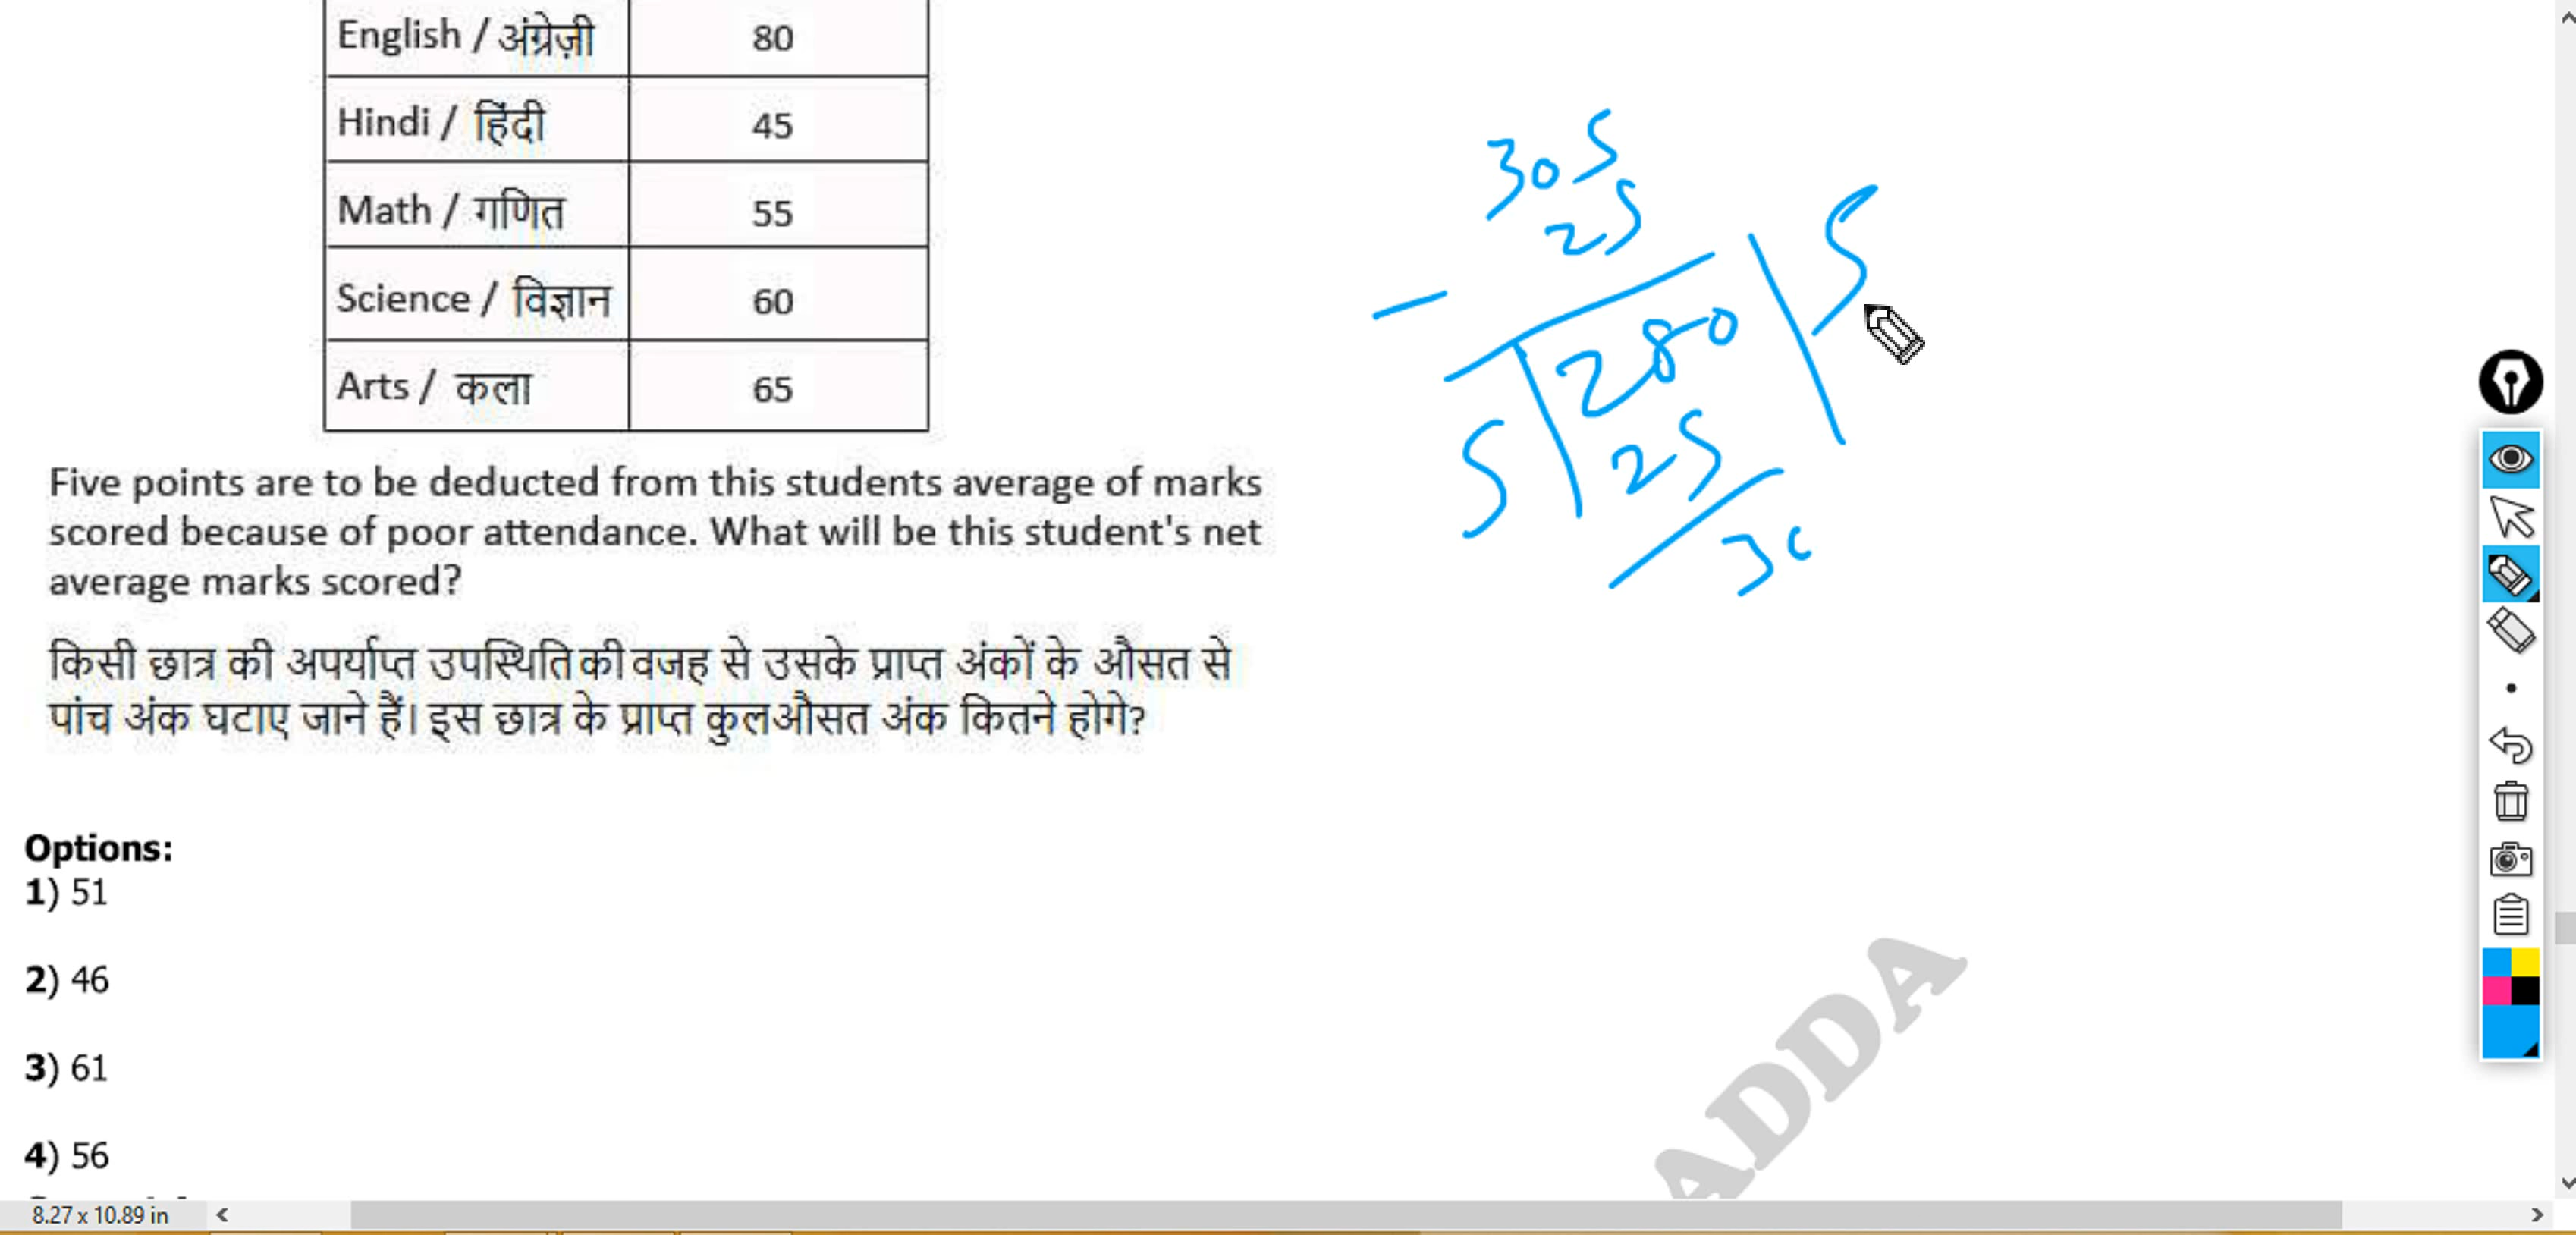 English / अंग्रेज़ी 80
Hindi / हिंदी 45
Math / गणित 55
Science / विज्ञान 60
Arts / कला 65
Five points are to be deducted from this students average of marks
scored because of poor attendance. What will be this student's net
average marks scored?
किसी छात्र की अपर्याप्त उपस्थिति की वजह से उसके प्राप्त अंकों के औसत से
पांच अंक घटाए जाने हैं। इस छात्र के प्राप्त कुलऔसत अंक कितने होगे?
Options:
1) 51
2) 46
3) 61
4) 56
305
25
5
280
5
25
30
ADDA
8.27 x 10.89 in